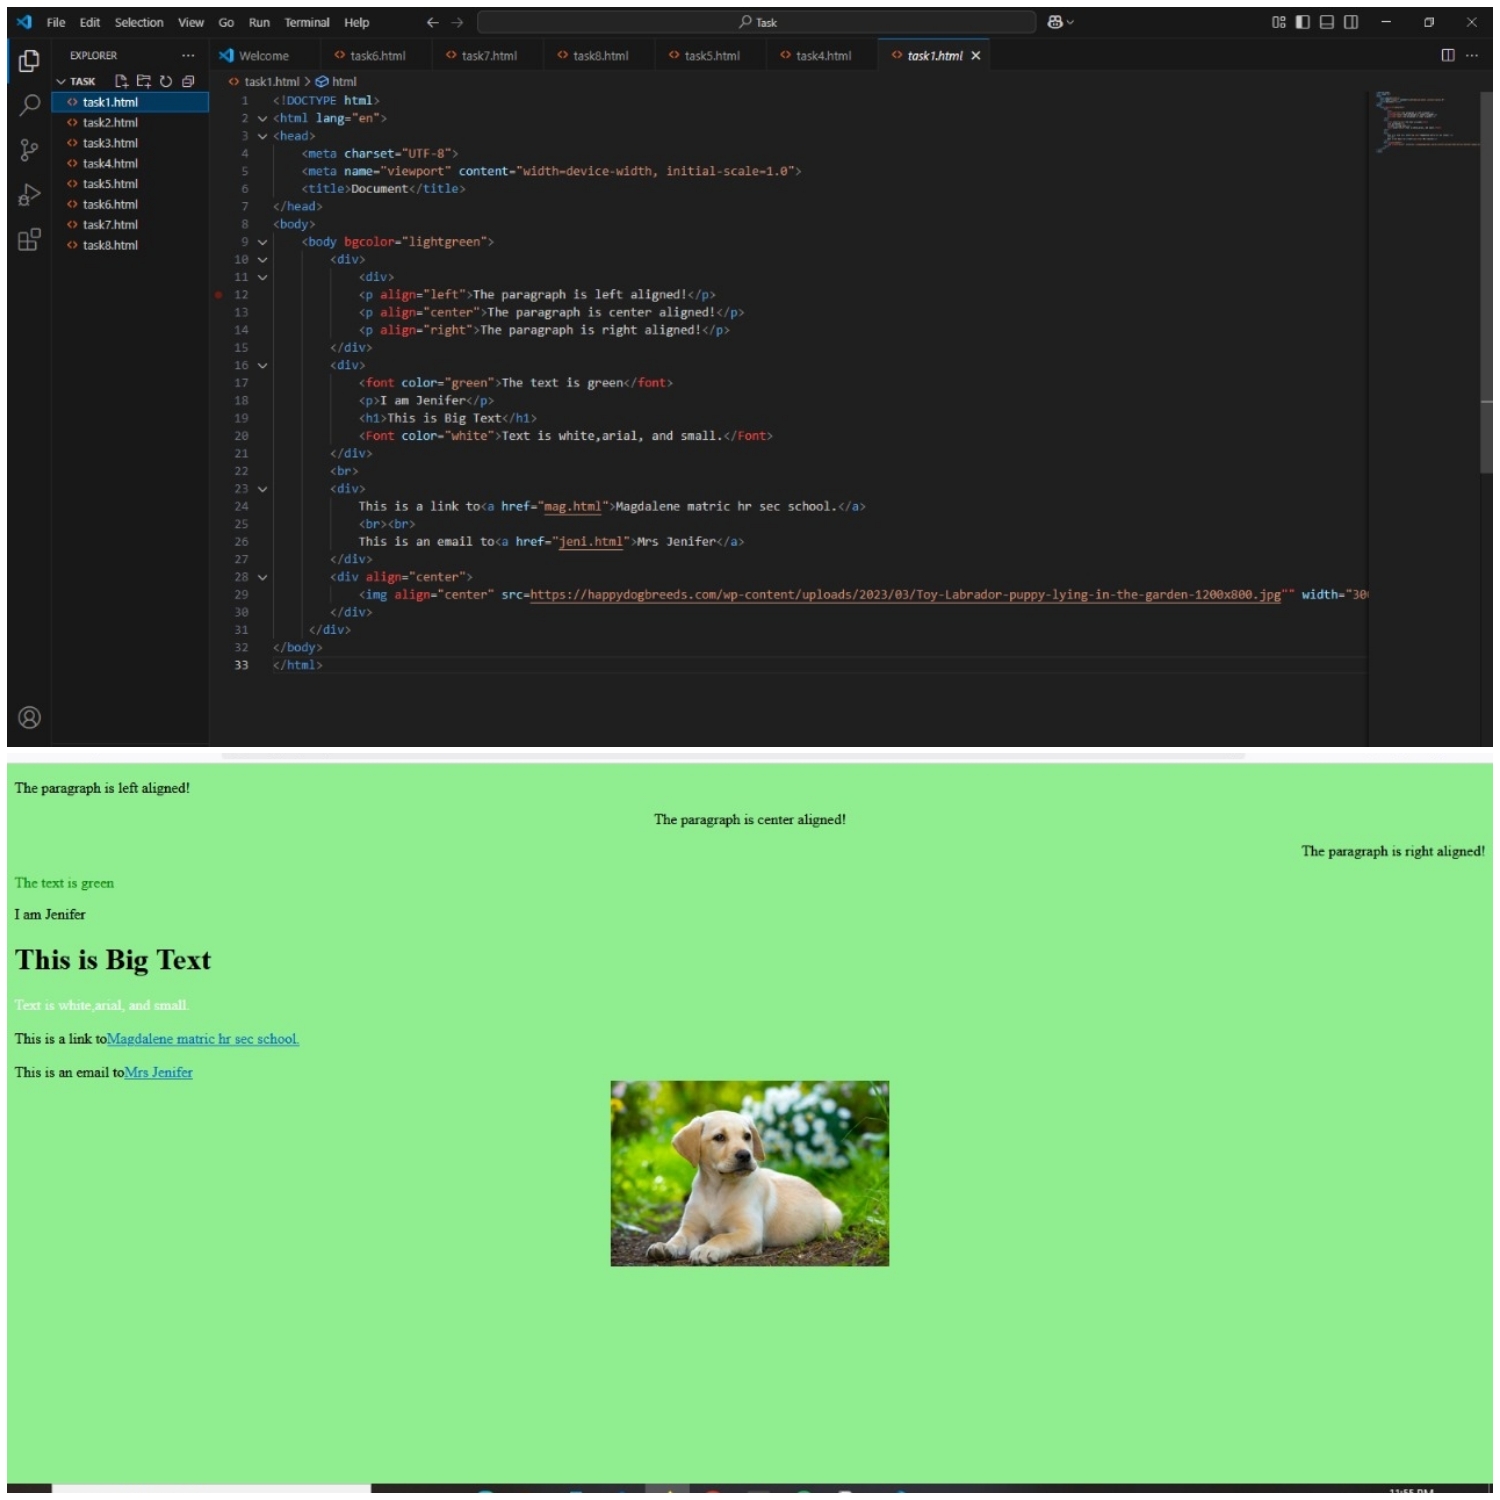 File Edit Selection View Go Run Terminal Help
Task
EXPLORER
Welcome task6.html task7.html task8.html task5.html task4.html task1.html
TASK
task1.html
task2.html
task3.html
task4.html
task5.html
task6.html
task7.html
task8.html
task1.html > html
1 <!DOCTYPE html>
2 <html lang="en">
3 <head>
4 <meta charset="UTF-8">
5 <meta name="viewport" content="width=device-width, initial-scale=1.0">
6 <title>Document</title>
7 </head>
8 <body>
9 <body bgcolor="lightgreen">
10 <div>
11 <div>
12 <p align="left">The paragraph is left aligned!</p>
13 <p align="center">The paragraph is center aligned!</p>
14 <p align="right">The paragraph is right aligned!</p>
15 </div>
16 <div>
17 <font color="green">The text is green</font>
18 <p>I am Jenifer</p>
19 <h1>This is Big Text</h1>
20 <Font color="white">Text is white,arial, and small.</Font>
21 </div>
22 <br>
23 <div>
24 This is a link to<a href="mag.html">Magdalene matric hr sec school.</a>
25 <br><br>
26 This is an email to<a href="jeni.html">Mrs Jenifer</a>
27 </div>
28 <div align="center">
29 <img align="center" src=https://happydogbreeds.com/wp-content/uploads/2023/03/Toy-Labrador-puppy-lying-in-the-garden-1200x800.jpg"" width="300
30 </div>
31 </div>
32 </body>
33 </html>
The paragraph is left aligned!
The paragraph is center aligned!
The paragraph is right aligned!
The text is green
I am Jenifer
This is Big Text
Text is white,arial, and small.
This is a link toMagdalene matric hr sec school.
This is an email toMrs Jenifer